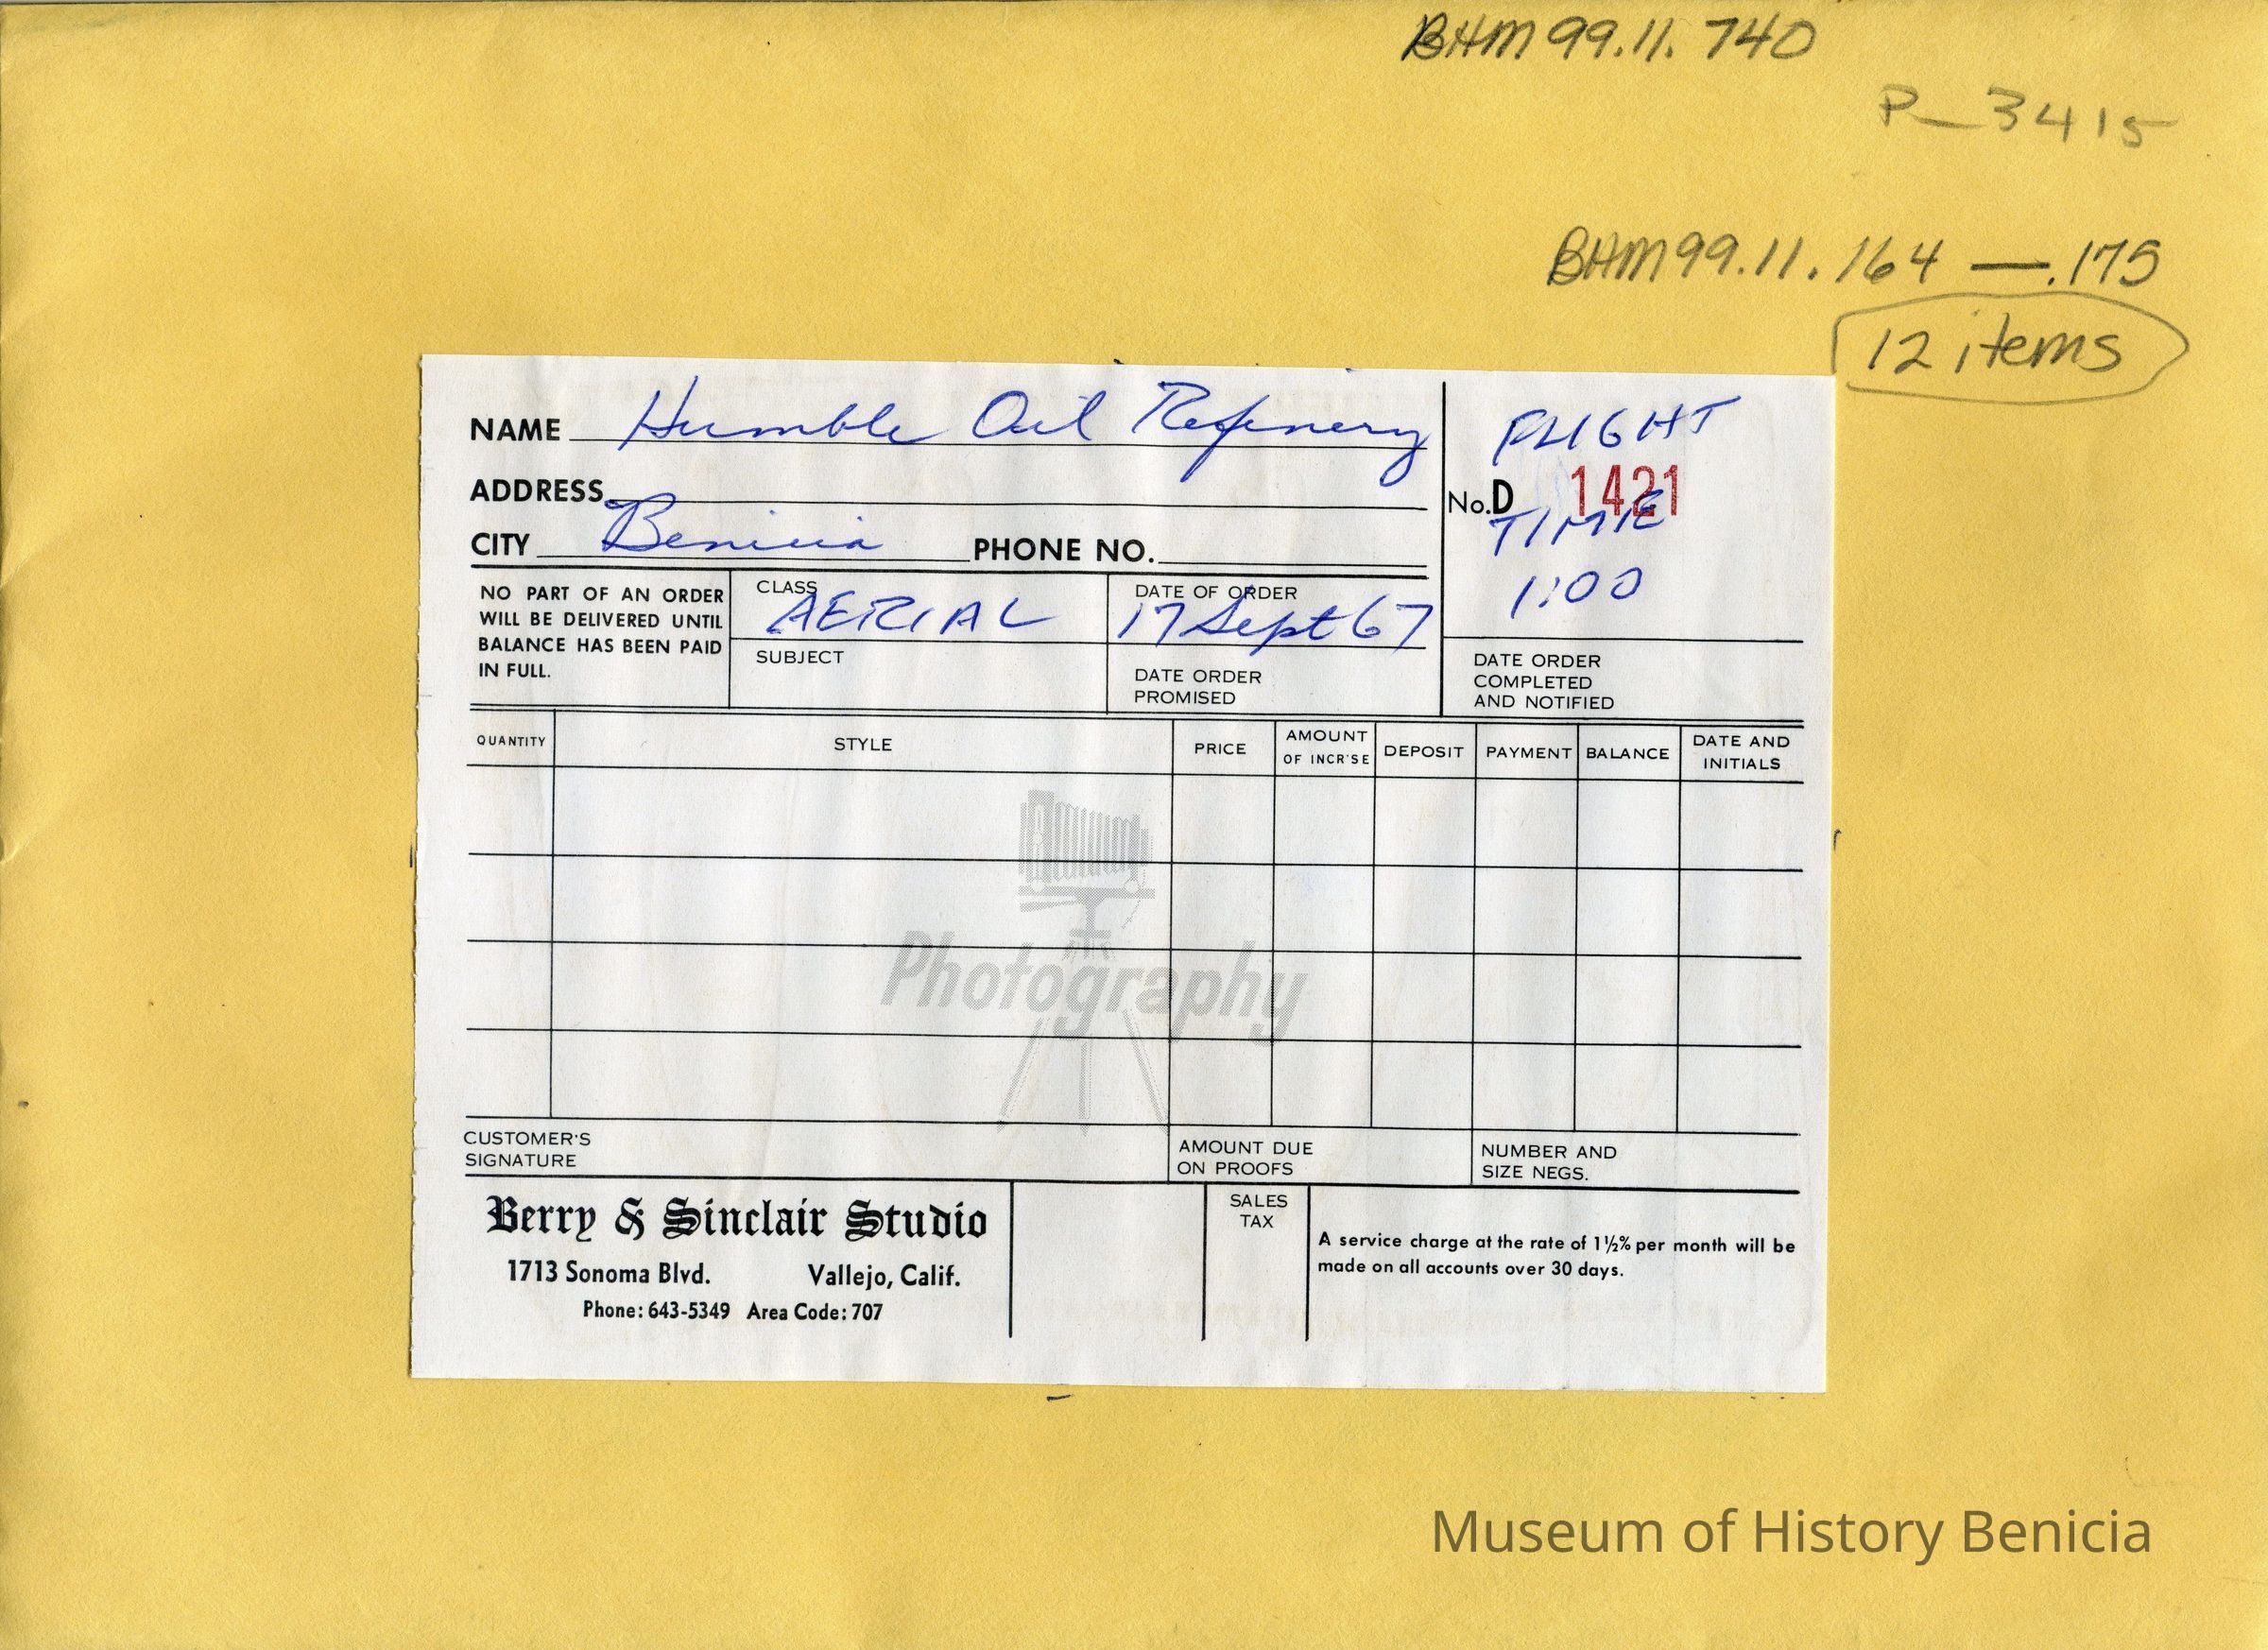 BHM 99.11.740
P-3415
BHM 99.11.164 — .175
12 items
NAME Humble Oil Refinery
FLIGHT
ADDRESS
No. D 1421
TIME
CITY Benicia PHONE NO.
1:00
NO PART OF AN ORDER
WILL BE DELIVERED UNTIL
BALANCE HAS BEEN PAID
IN FULL.
CLASS
AERIAL
DATE OF ORDER
17 Sept 67
SUBJECT
DATE ORDER
PROMISED
DATE ORDER
COMPLETED
AND NOTIFIED
QUANTITY
STYLE
PRICE
AMOUNT
OF INCR'SE
DEPOSIT
PAYMENT
BALANCE
DATE AND
INITIALS
Photography
CUSTOMER'S
SIGNATURE
AMOUNT DUE
ON PROOFS
NUMBER AND
SIZE NEGS.
Berry & Sinclair Studio
1713 Sonoma Blvd. Vallejo, Calif.
Phone: 643-5349 Area Code: 707
SALES
TAX
A service charge at the rate of 1½% per month will be
made on all accounts over 30 days.
Museum of History Benicia